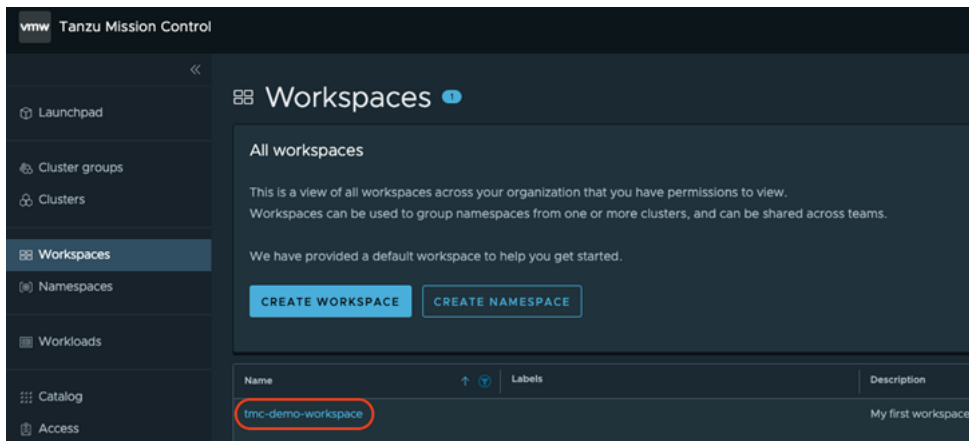 vmw Tanzu Mission Control
Launchpad
Cluster groups
Clusters
Workspaces
Namespaces
Workloads
Catalog
Access
Workspaces 1
All workspaces
This is a view of all workspaces across your organization that you have permissions to view.
Workspaces can be used to group namespaces from one or more clusters, and can be shared across teams.
We have provided a default workspace to help you get started.
CREATE WORKSPACE CREATE NAMESPACE
Name Labels Description
tmc-demo-workspace My first workspace